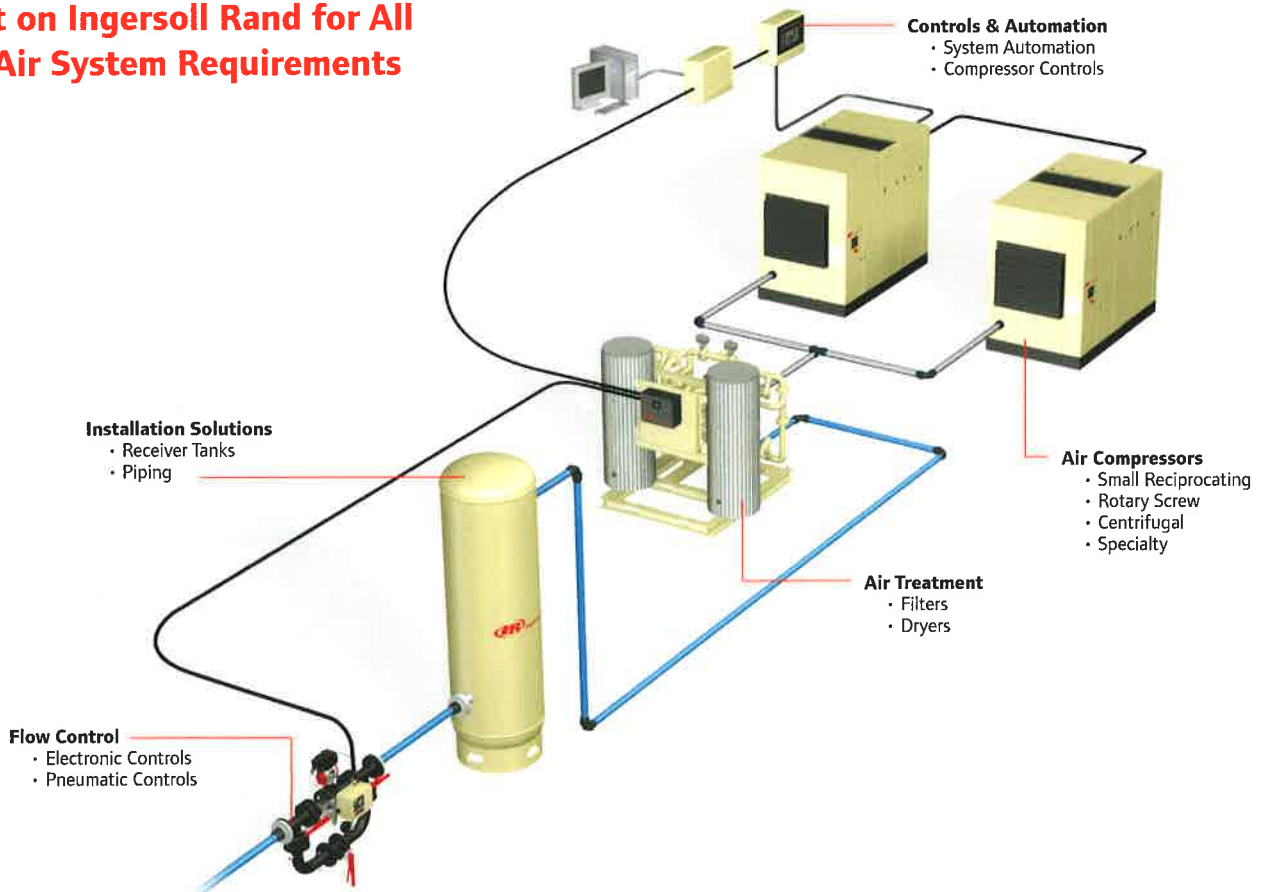 t on Ingersoll Rand for All
Air System Requirements
Controls & Automation
· System Automation
· Compressor Controls
Installation Solutions
· Receiver Tanks
· Piping
Air Compressors
· Small Reciprocating
· Rotary Screw
· Centrifugal
· Specialty
Air Treatment
· Filters
· Dryers
IR
Flow Control
· Electronic Controls
· Pneumatic Controls